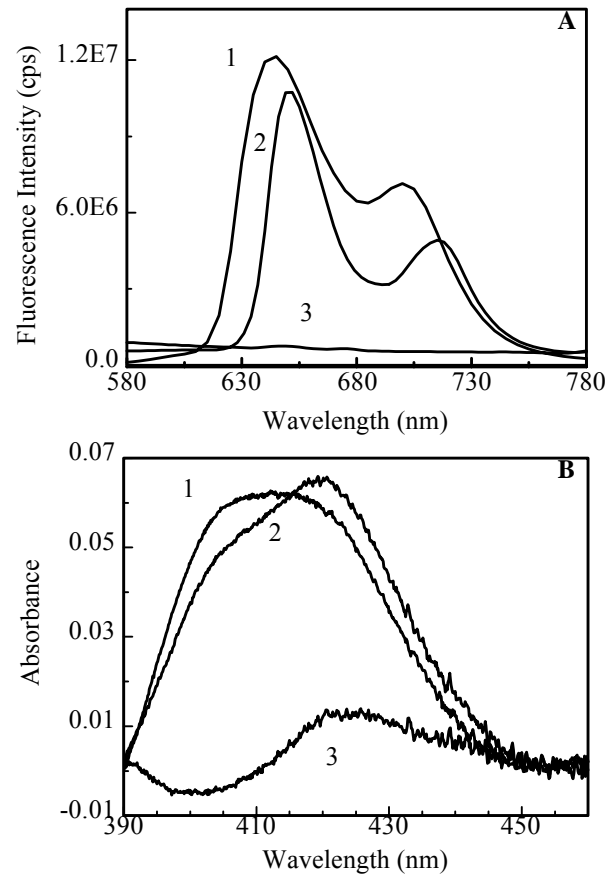 A
1.2E7
6.0E6
0.0
Fluorescence Intensity (cps)
1
2
3
580
630
680
730
780
Wavelength (nm)
B
0.07
0.05
0.03
0.01
-0.01
Absorbance
1
2
3
390
410
430
450
Wavelength (nm)